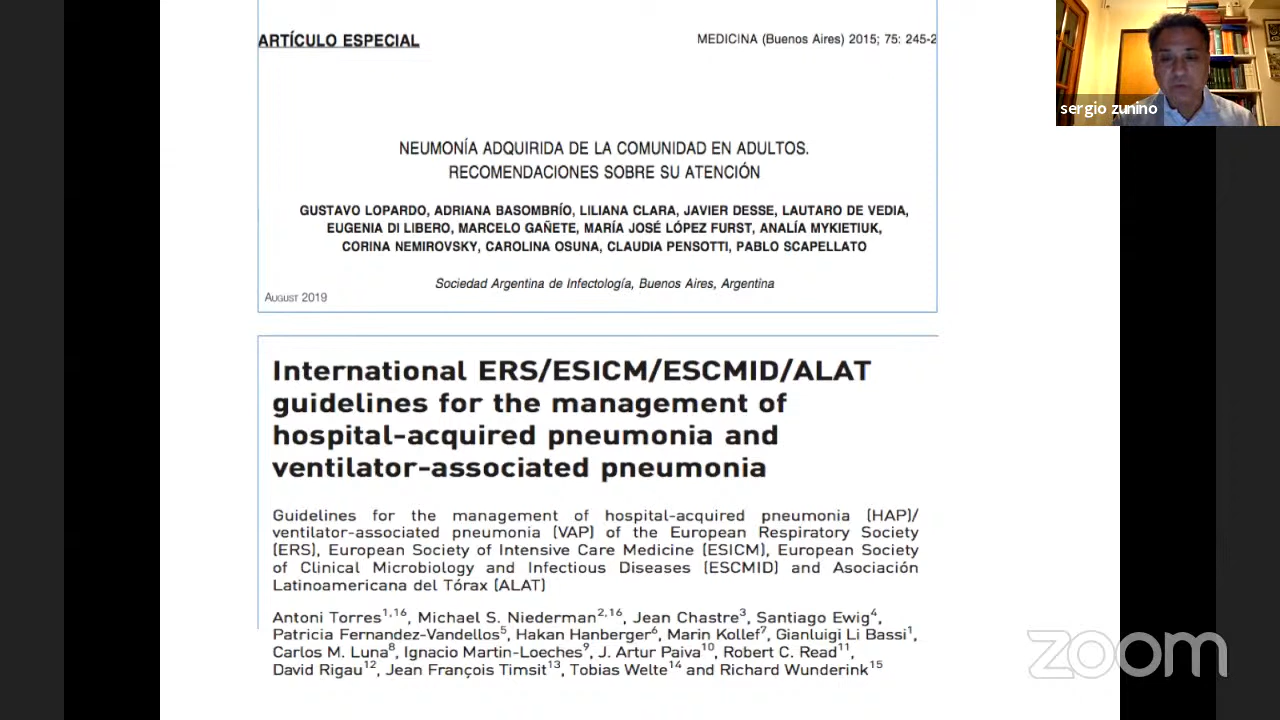 ARTÍCULO ESPECIAL
MEDICINA (Buenos Aires) 2015; 75: 245-2
sergio zunino
NEUMONÍA ADQUIRIDA DE LA COMUNIDAD EN ADULTOS.
RECOMENDACIONES SOBRE SU ATENCIÓN
GUSTAVO LOPARDO, ADRIANA BASOMBRÍO, LILIANA CLARA, JAVIER DESSE, LAUTARO DE VEDIA,
EUGENIA DI LIBERO, MARCELO GAÑETE, MARÍA JOSÉ LÓPEZ FURST, ANALÍA MYKIETIUK,
CORINA NEMIROVSKY, CAROLINA OSUNA, CLAUDIA PENSOTTI, PABLO SCAPELLATO
Sociedad Argentina de Infectología, Buenos Aires, Argentina
AUGUST 2019
International ERS/ESICM/ESCMID/ALAT
guidelines for the management of
hospital-acquired pneumonia and
ventilator-associated pneumonia
Guidelines for the management of hospital-acquired pneumonia (HAP)/
ventilator-associated pneumonia (VAP) of the European Respiratory Society
(ERS), European Society of Intensive Care Medicine (ESICM), European Society
of Clinical Microbiology and Infectious Diseases (ESCMID) and Asociación
Latinoamericana del Tórax (ALAT)
Antoni Torres1,16, Michael S. Niederman2,16, Jean Chastre3, Santiago Ewig4,
Patricia Fernandez-Vandellos5, Hakan Hanberger6, Marin Kollef7, Gianluigi Li Bassi1,
Carlos M. Luna8, Ignacio Martin-Loeches9, J. Artur Paiva10, Robert C. Read11,
David Rigau12, Jean François Timsit13, Tobias Welte14 and Richard Wunderink15
zoom